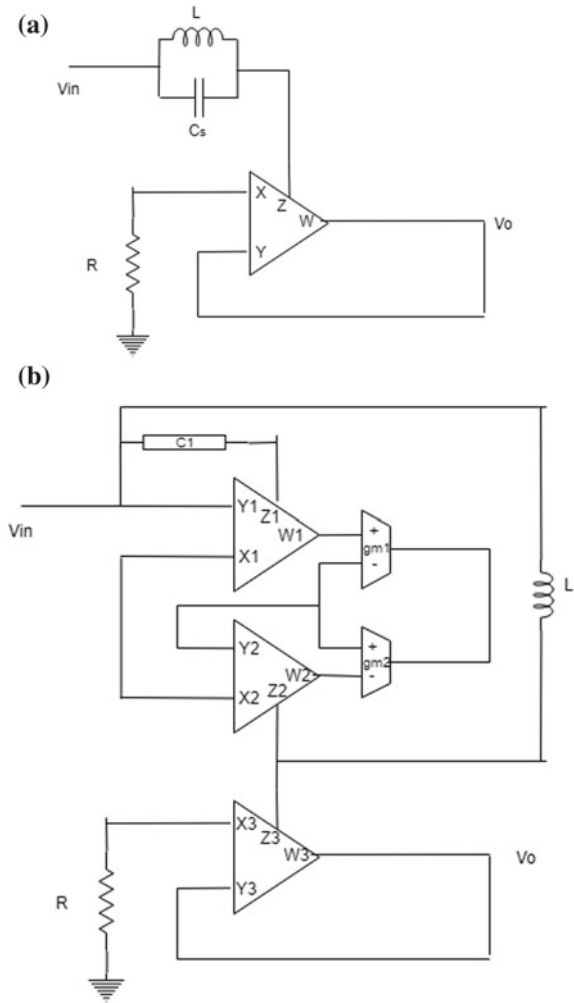 (a)
L
Vin
Cs
X
Z
W
Vo
Y
R
(b)
C1
Vin
Y1
Z1
W1
X1
+
gm1
-
L
Y2
W2
Z2
X2
+
gm2
-
X3
Z3
W3
Vo
Y3
R